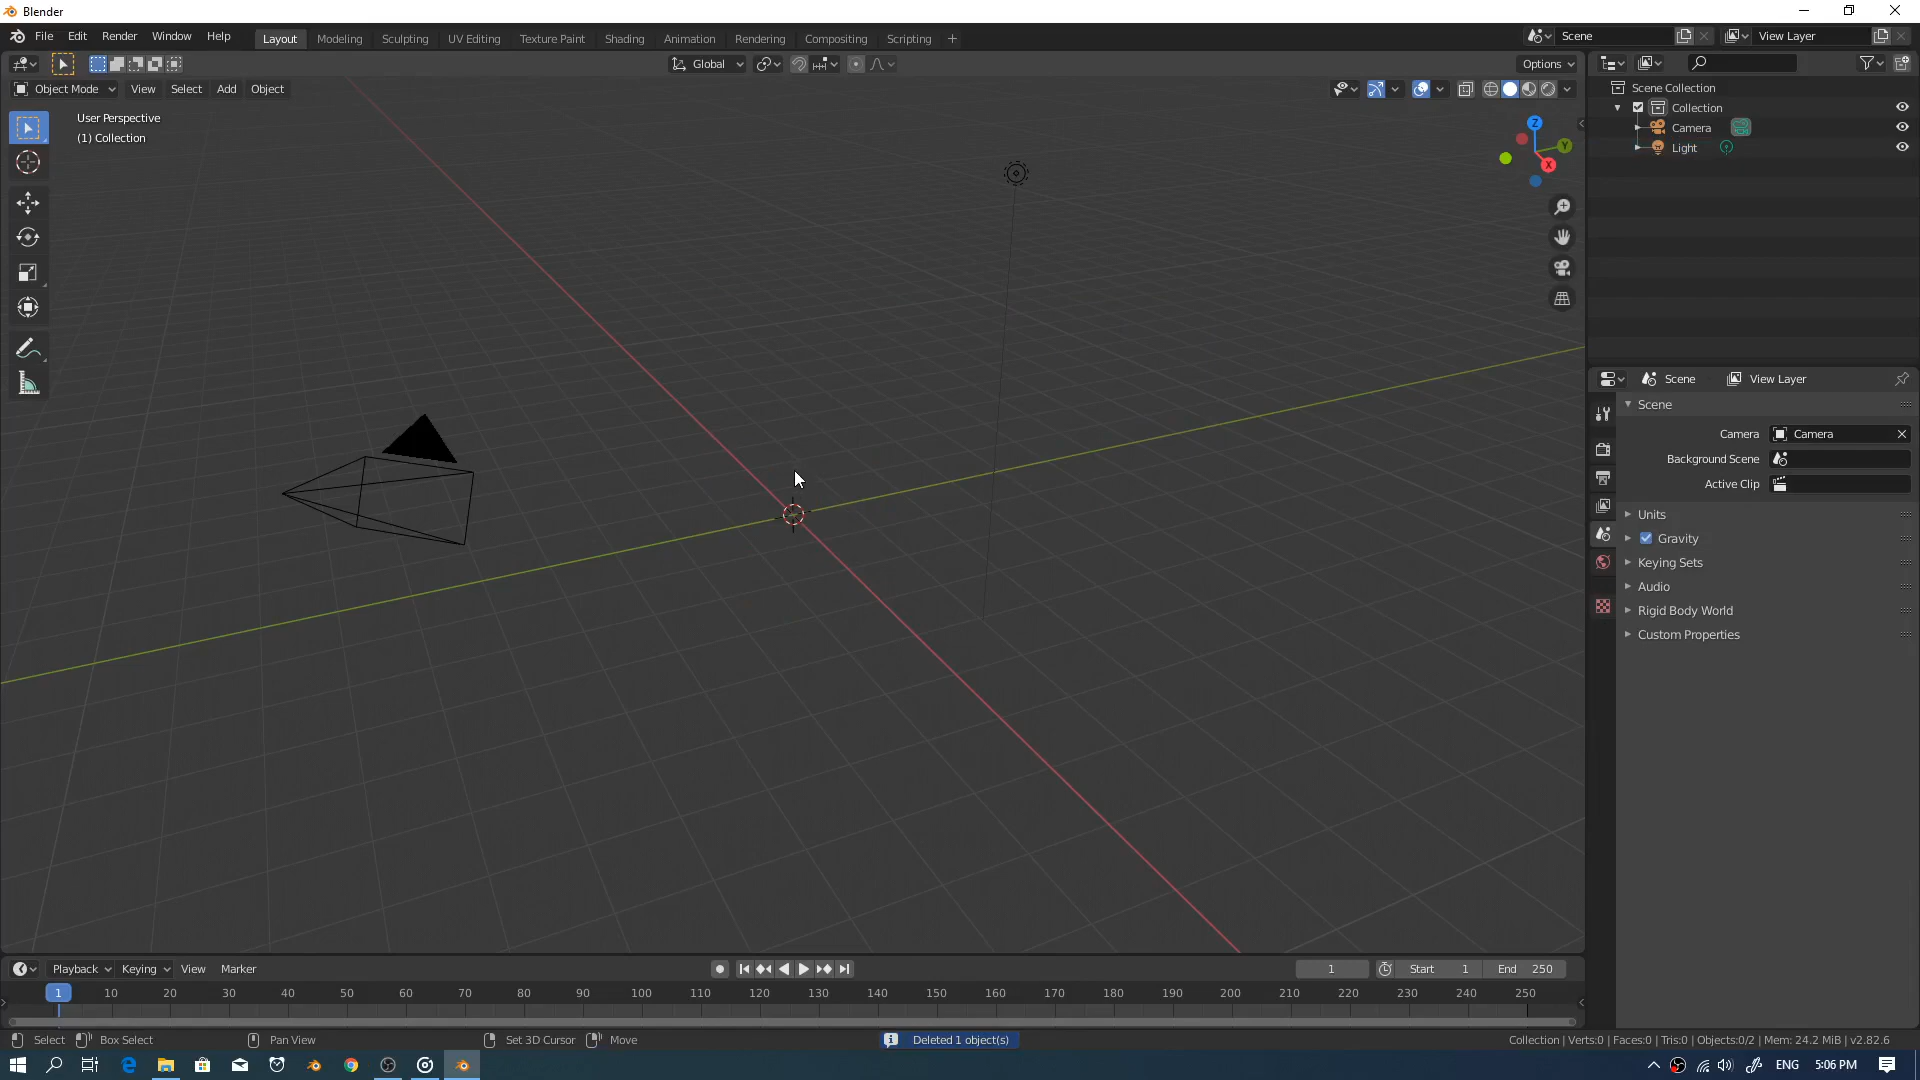 Blender
File Edit Render Window Help
Layout Modeling Sculpting UV Editing Texture Paint Shading Animation Rendering Compositing Scripting +
Scene
View Layer
Global
Options
Object Mode View Select Add Object
User Perspective
(1) Collection
Z
Y
X
Scene Collection
Collection
Camera
Light
Scene View Layer
Scene
Camera Camera
Background Scene
Active Clip
Units
Gravity
Keying Sets
Audio
Rigid Body World
Custom Properties
Playback Keying View Marker
1 Start 1 End 250
1 10 20 30 40 50 60 70 80 90 100 110 120 130 140 150 160 170 180 190 200 210 220 230 240 250
Select Box Select Pan View Set 3D Cursor Move Deleted 1 object(s) Collection | Verts:0 | Faces:0 | Tris:0 | Objects:0/2 | Mem: 24.2 MiB | v2.82.6
ENG 5:06 PM